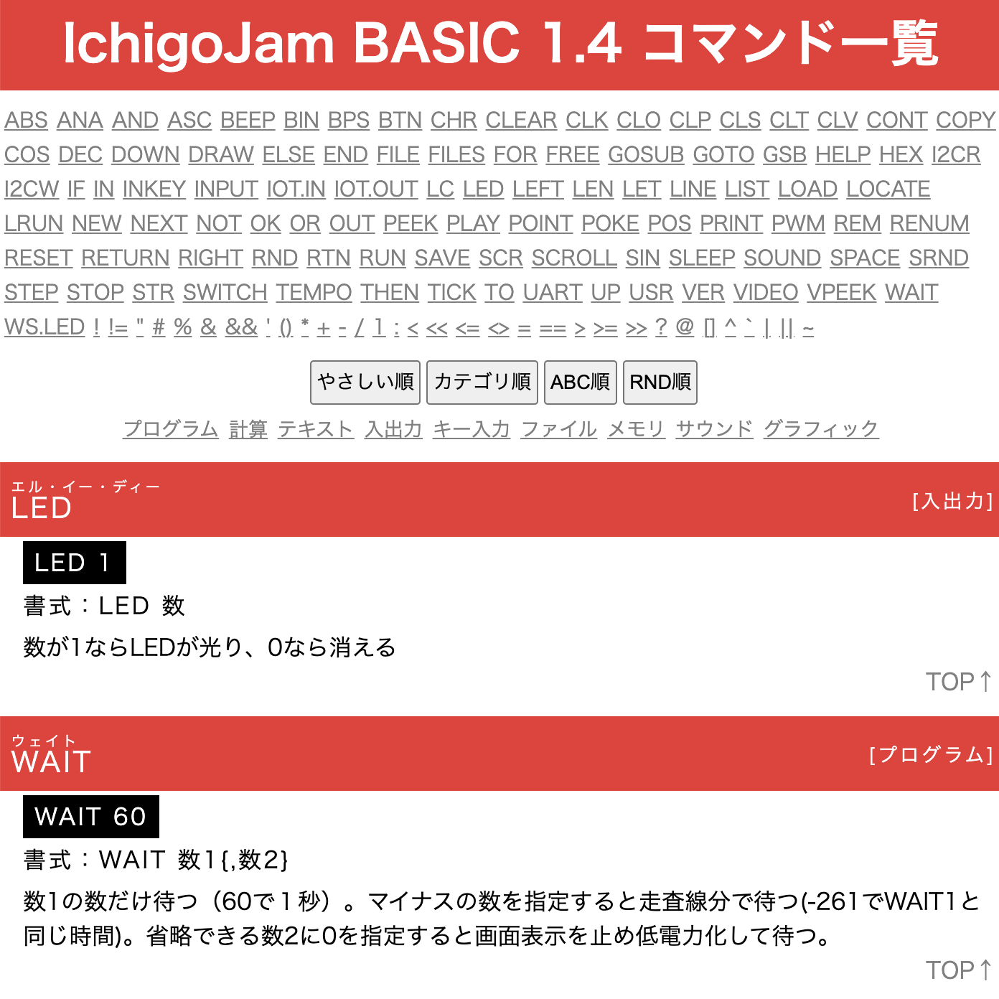 IchigoJam BASIC 1.4 コマンド一覧
ABS ANA AND ASC BEEP BIN BPS BTN CHR CLEAR CLK CLO CLP CLS CLT CLV CONT COPY
COS DEC DOWN DRAW ELSE END FILE FILES FOR FREE GOSUB GOTO GSB HELP HEX I2CR
I2CW IF IN INKEY INPUT IOT.IN IOT.OUT LC LED LEFT LEN LET LINE LIST LOAD LOCATE
LRUN NEW NEXT NOT OK OR OUT PEEK PLAY POINT POKE POS PRINT PWM REM RENUM
RESET RETURN RIGHT RND RTN RUN SAVE SCR SCROLL SIN SLEEP SOUND SPACE SRND
STEP STOP STR SWITCH TEMPO THEN TICK TO UART UP USR VER VIDEO VPEEK WAIT
WS.LED ! != " # % & && ' () * + - / 1 : < << <= <> = == > >= >> ? @ [] ^ ` | || ~
やさしい順 カテゴリ順 ABC順 RND順
プログラム 計算 テキスト 入出力 キー入力 ファイル メモリ サウンド グラフィック
エル・イー・ディー
LED [入出力]
LED 1
書式：LED 数
数が1ならLEDが光り、0なら消える
TOP↑
ウェイト
WAIT [プログラム]
WAIT 60
書式：WAIT 数1{,数2}
数1の数だけ待つ（60で１秒）。マイナスの数を指定すると走査線分で待つ(-261でWAIT1と
同じ時間)。省略できる数2に0を指定すると画面表示を止め低電力化して待つ。
TOP↑